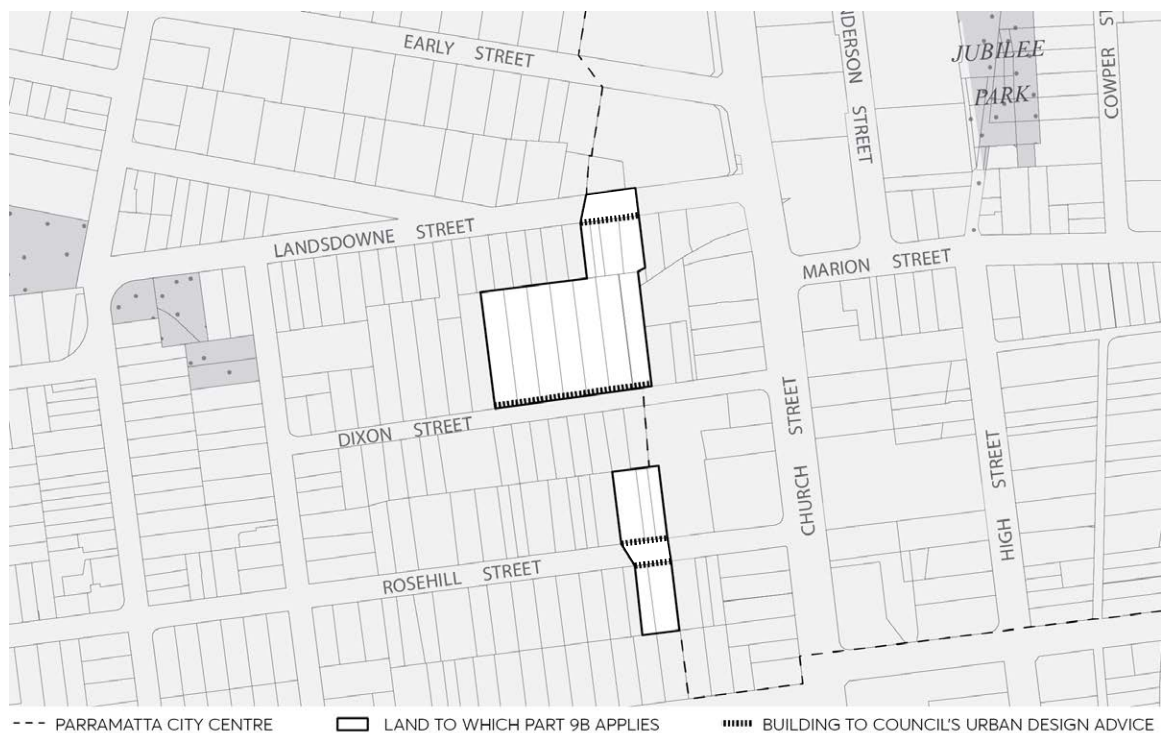 EARLY STREET
ANDERSON STREET
JUBILEE
PARK
COWPER ST
LANDSDOWNE STREET
MARION STREET
DIXON STREET
CHURCH STREET
HIGH STREET
ROSEHILL STREET
PARRAMATTA CITY CENTRE
LAND TO WHICH PART 9B APPLIES
BUILDING TO COUNCIL'S URBAN DESIGN ADVICE